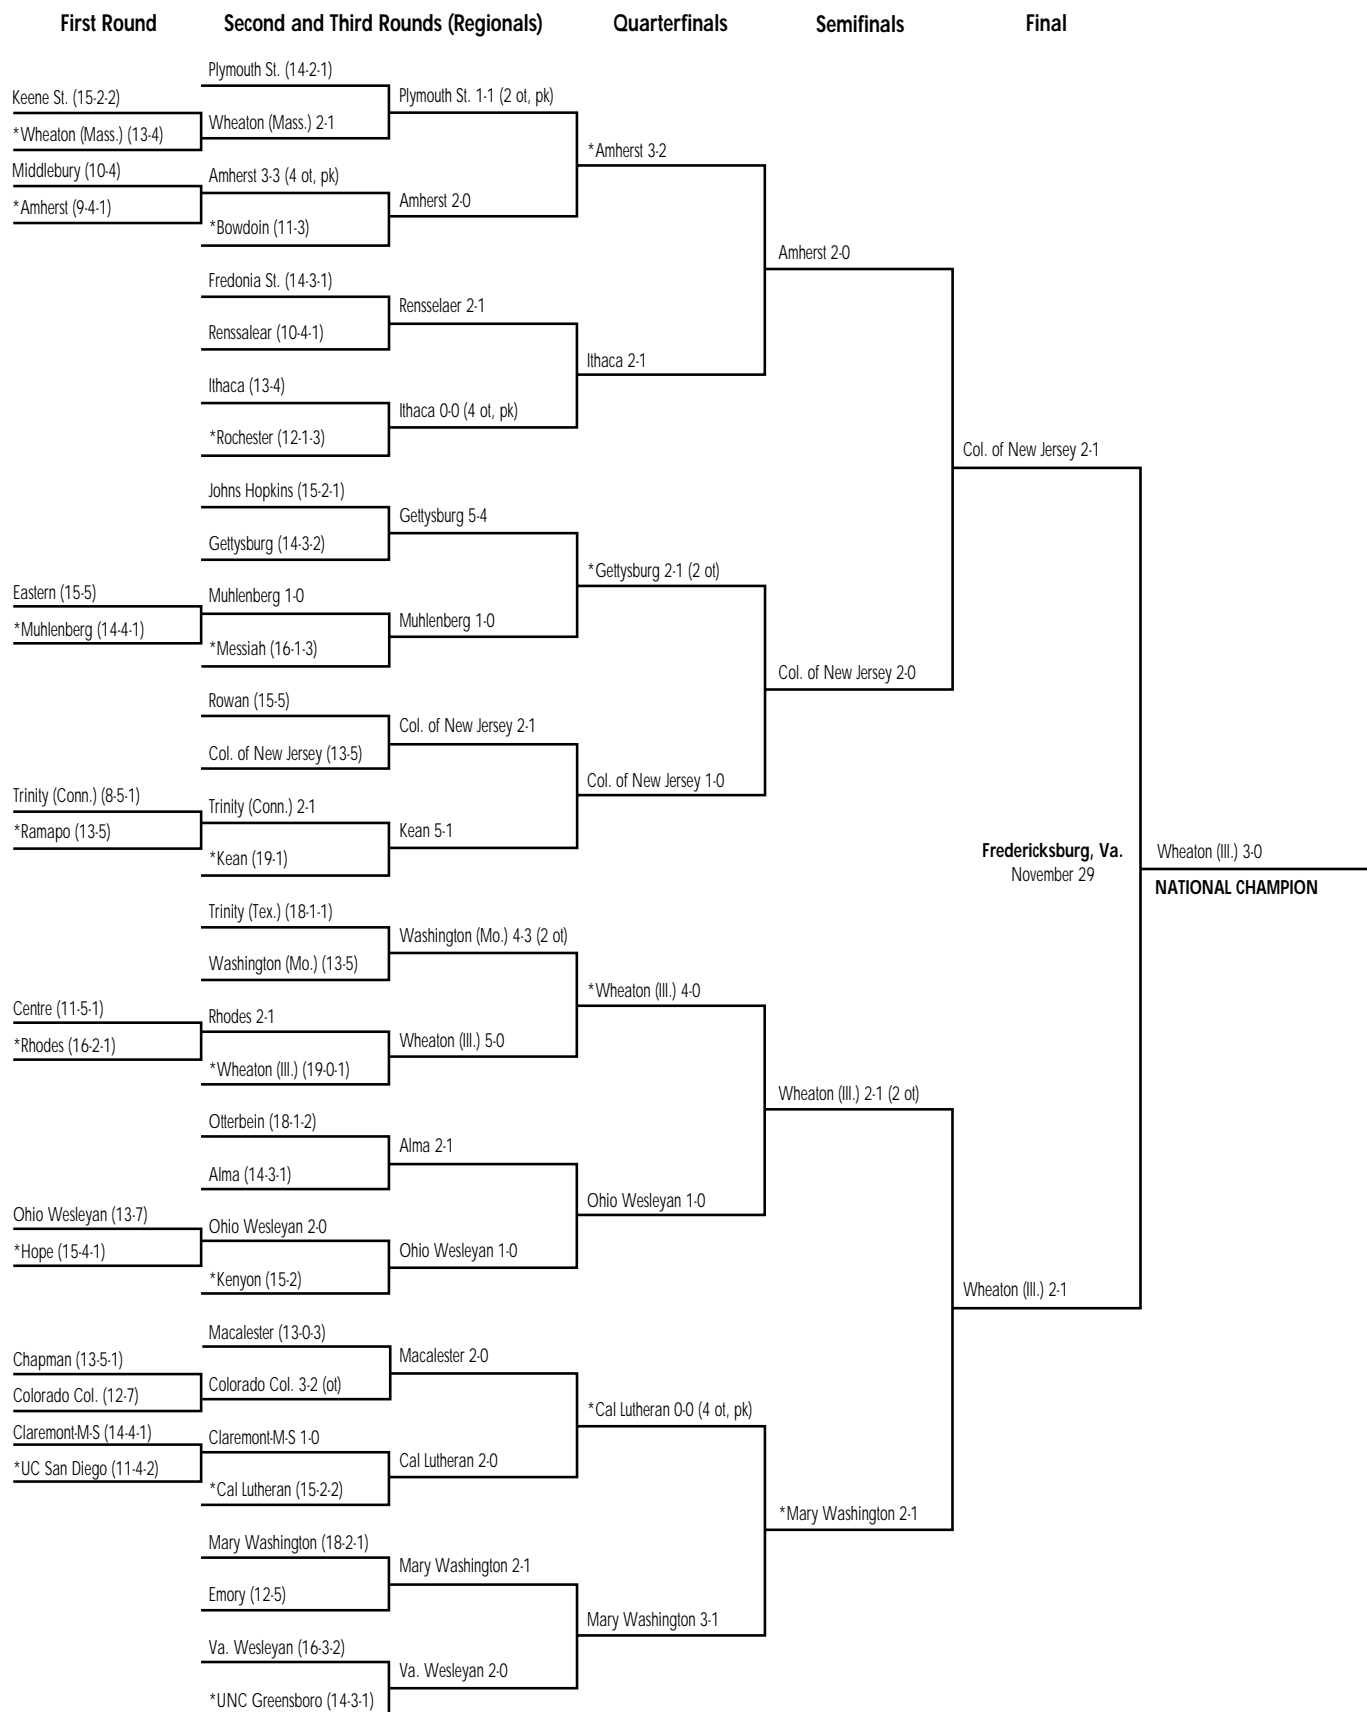 First Round
Second and Third Rounds (Regionals)
Quarterfinals
Semifinals
Final
Plymouth St. (14-2-1)
Keene St. (15-2-2)
Plymouth St. 1-1 (2 ot, pk)
Wheaton (Mass.) 2-1
*Wheaton (Mass.) (13-4)
*Amherst 3-2
Middlebury (10-4)
Amherst 3-3 (4 ot, pk)
Amherst 2-0
*Amherst (9-4-1)
*Bowdoin (11-3)
Amherst 2-0
Fredonia St. (14-3-1)
Rensselaer 2-1
Renssalear (10-4-1)
Ithaca 2-1
Ithaca (13-4)
Ithaca 0-0 (4 ot, pk)
*Rochester (12-1-3)
Col. of New Jersey 2-1
Johns Hopkins (15-2-1)
Gettysburg 5-4
Gettysburg (14-3-2)
*Gettysburg 2-1 (2 ot)
Eastern (15-5)
Muhlenberg 1-0
Muhlenberg 1-0
*Muhlenberg (14-4-1)
*Messiah (16-1-3)
Col. of New Jersey 2-0
Rowan (15-5)
Col. of New Jersey 2-1
Col. of New Jersey (13-5)
Col. of New Jersey 1-0
Trinity (Conn.) (8-5-1)
Trinity (Conn.) 2-1
*Ramapo (13-5)
Kean 5-1
*Kean (19-1)
Fredericksburg, Va.
November 29
Wheaton (Ill.) 3-0
NATIONAL CHAMPION
Trinity (Tex.) (18-1-1)
Washington (Mo.) 4-3 (2 ot)
Washington (Mo.) (13-5)
*Wheaton (Ill.) 4-0
Centre (11-5-1)
Rhodes 2-1
*Rhodes (16-2-1)
Wheaton (Ill.) 5-0
*Wheaton (Ill.) (19-0-1)
Wheaton (Ill.) 2-1 (2 ot)
Otterbein (18-1-2)
Alma 2-1
Alma (14-3-1)
Ohio Wesleyan 1-0
Ohio Wesleyan (13-7)
Ohio Wesleyan 2-0
*Hope (15-4-1)
Ohio Wesleyan 1-0
*Kenyon (15-2)
Wheaton (Ill.) 2-1
Macalester (13-0-3)
Macalester 2-0
Chapman (13-5-1)
Colorado Col. 3-2 (ot)
Colorado Col. (12-7)
*Cal Lutheran 0-0 (4 ot, pk)
Claremont-M-S (14-4-1)
Claremont-M-S 1-0
*UC San Diego (11-4-2)
Cal Lutheran 2-0
*Cal Lutheran (15-2-2)
*Mary Washington 2-1
Mary Washington (18-2-1)
Mary Washington 2-1
Emory (12-5)
Mary Washington 3-1
Va. Wesleyan (16-3-2)
Va. Wesleyan 2-0
*UNC Greensboro (14-3-1)